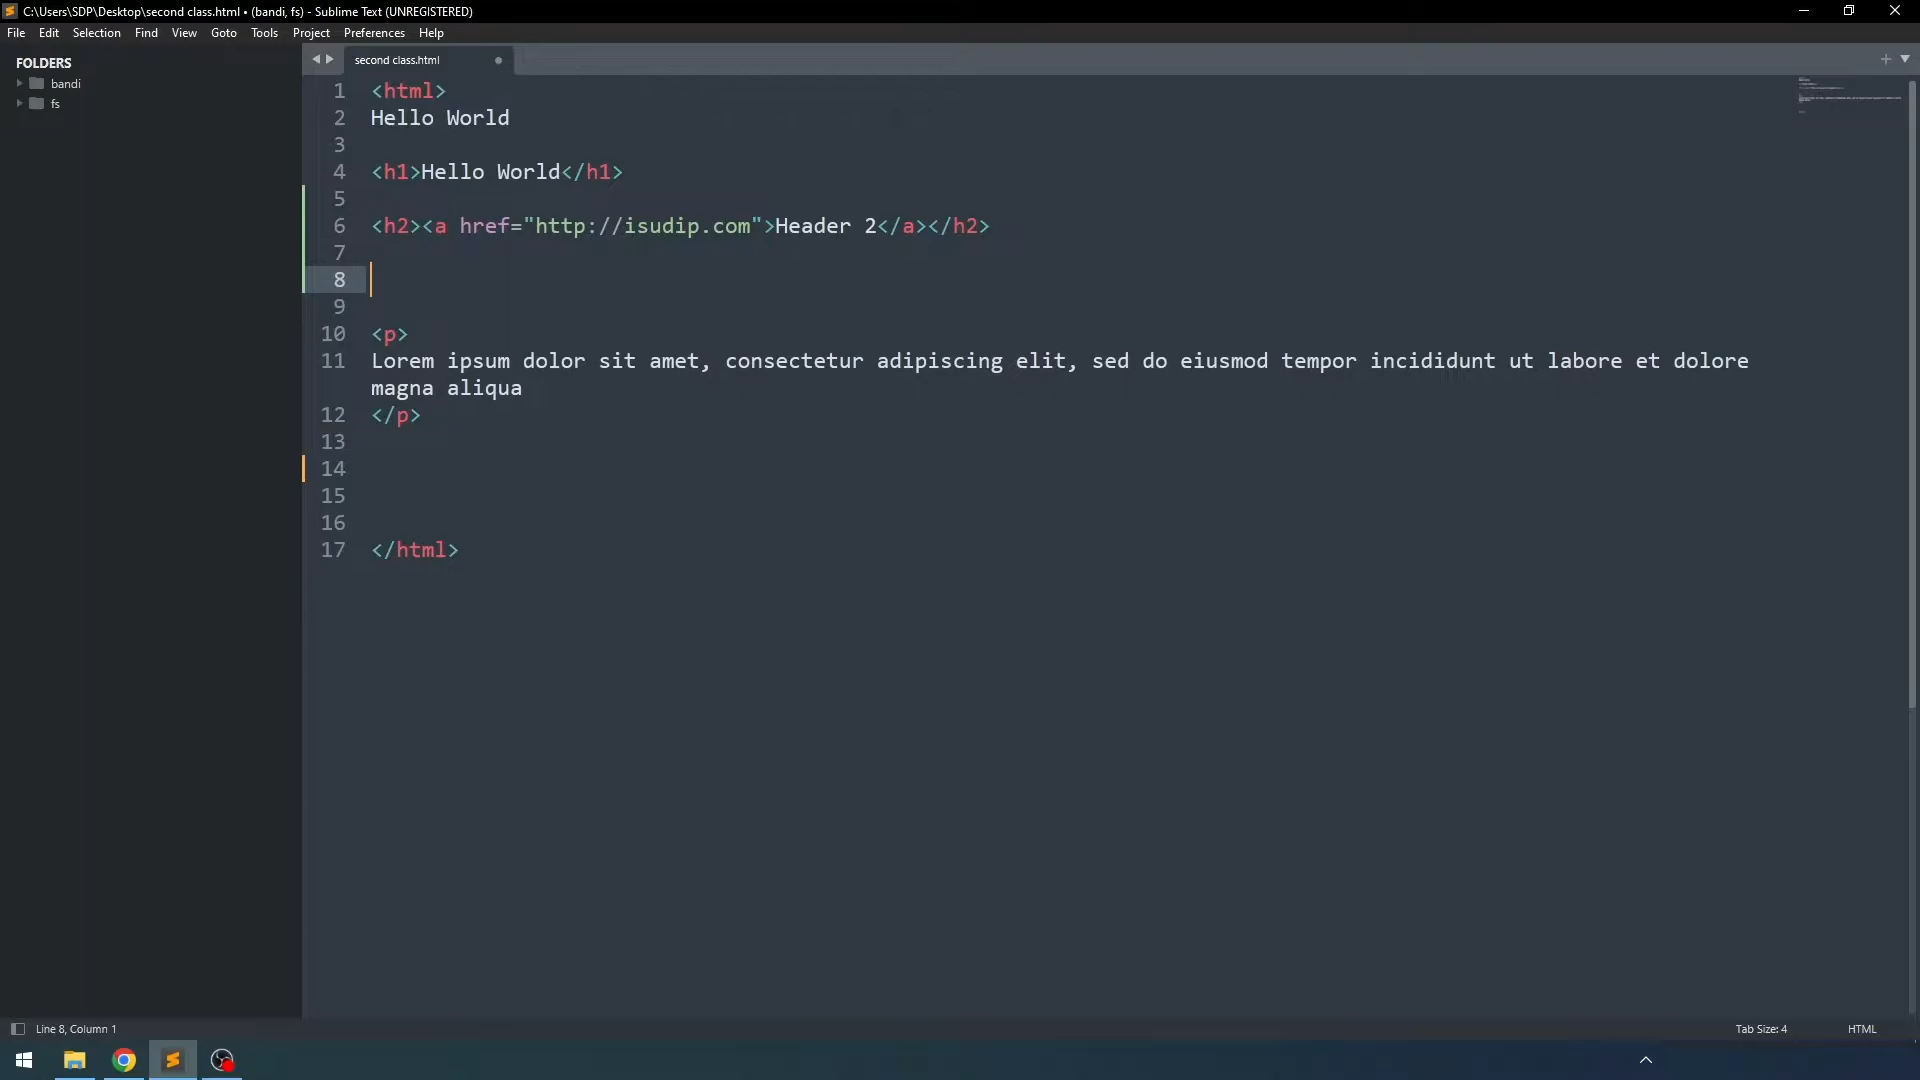 C:\Users\SDP\Desktop\second class.html • (bandi, fs) - Sublime Text (UNREGISTERED)
File Edit Selection Find View Goto Tools Project Preferences Help
FOLDERS
bandi
fs
second class.html
1 <html>
2 Hello World
3
4 <h1>Hello World</h1>
5
6 <h2><a href="http://isudip.com">Header 2</a></h2>
7
8
9
10 <p>
11 Lorem ipsum dolor sit amet, consectetur adipiscing elit, sed do eiusmod tempor incididunt ut labore et dolore
magna aliqua
12 </p>
13
14
15
16
17 </html>
Line 8, Column 1
Tab Size: 4
HTML